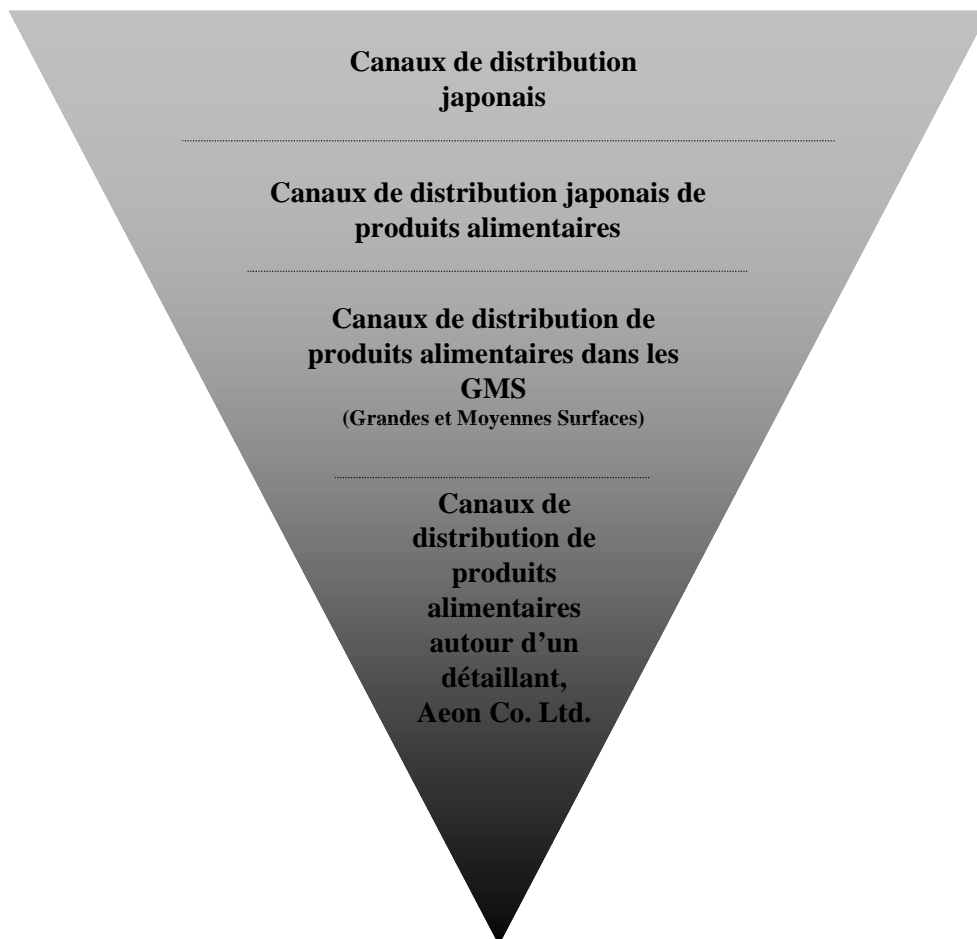 Canaux de distribution
japonais
Canaux de distribution japonais de
produits alimentaires
Canaux de distribution de
produits alimentaires dans les
GMS
(Grandes et Moyennes Surfaces)
Canaux de
distribution de
produits
alimentaires
autour d’un
détaillant,
Aeon Co. Ltd.